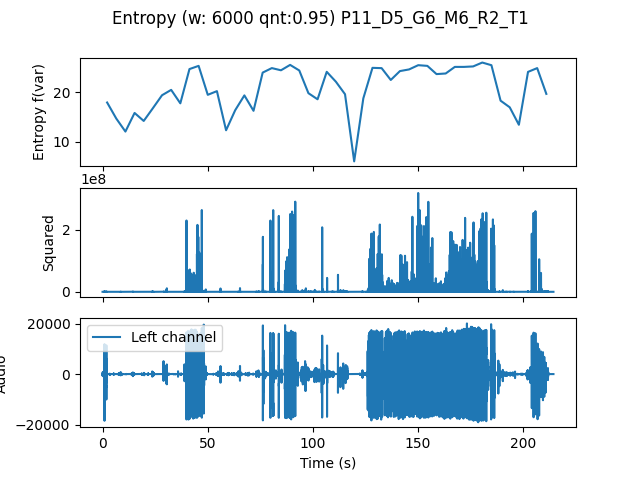 Entropy (w: 6000 qnt:0.95) P11_D5_G6_M6_R2_T1
Entropy f(var)
20
10
1e8
Squared
2
0
Audio
20000
0
-20000
Left channel
0 50 100 150 200
Time (s)